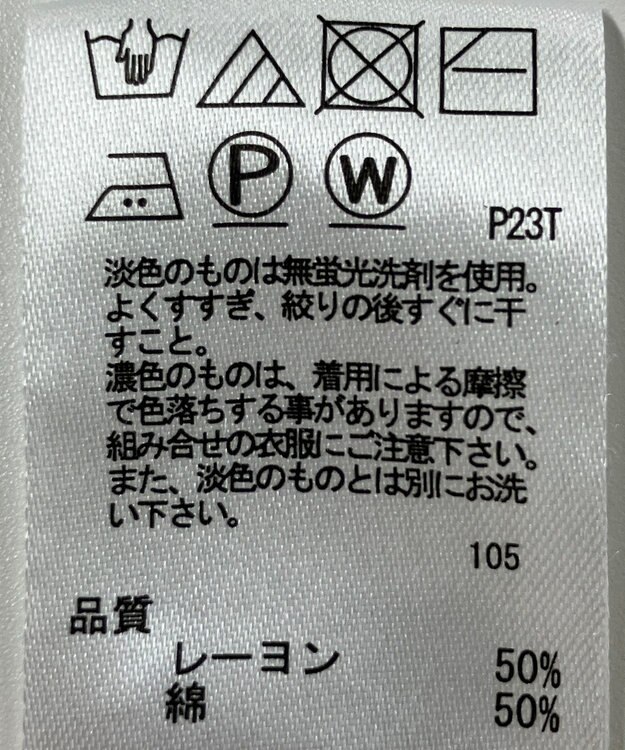 P W
P23T
淡色のものは無蛍光洗剤を使用。
よくすすぎ、絞りの後すぐに干
すこと。
濃色のものは、着用による摩擦
で色落ちする事がありますので、
組み合せの衣服にご注意下さい。
また、淡色のものとは別にお洗
い下さい。
105
品質
レーヨン 50%
綿 50%